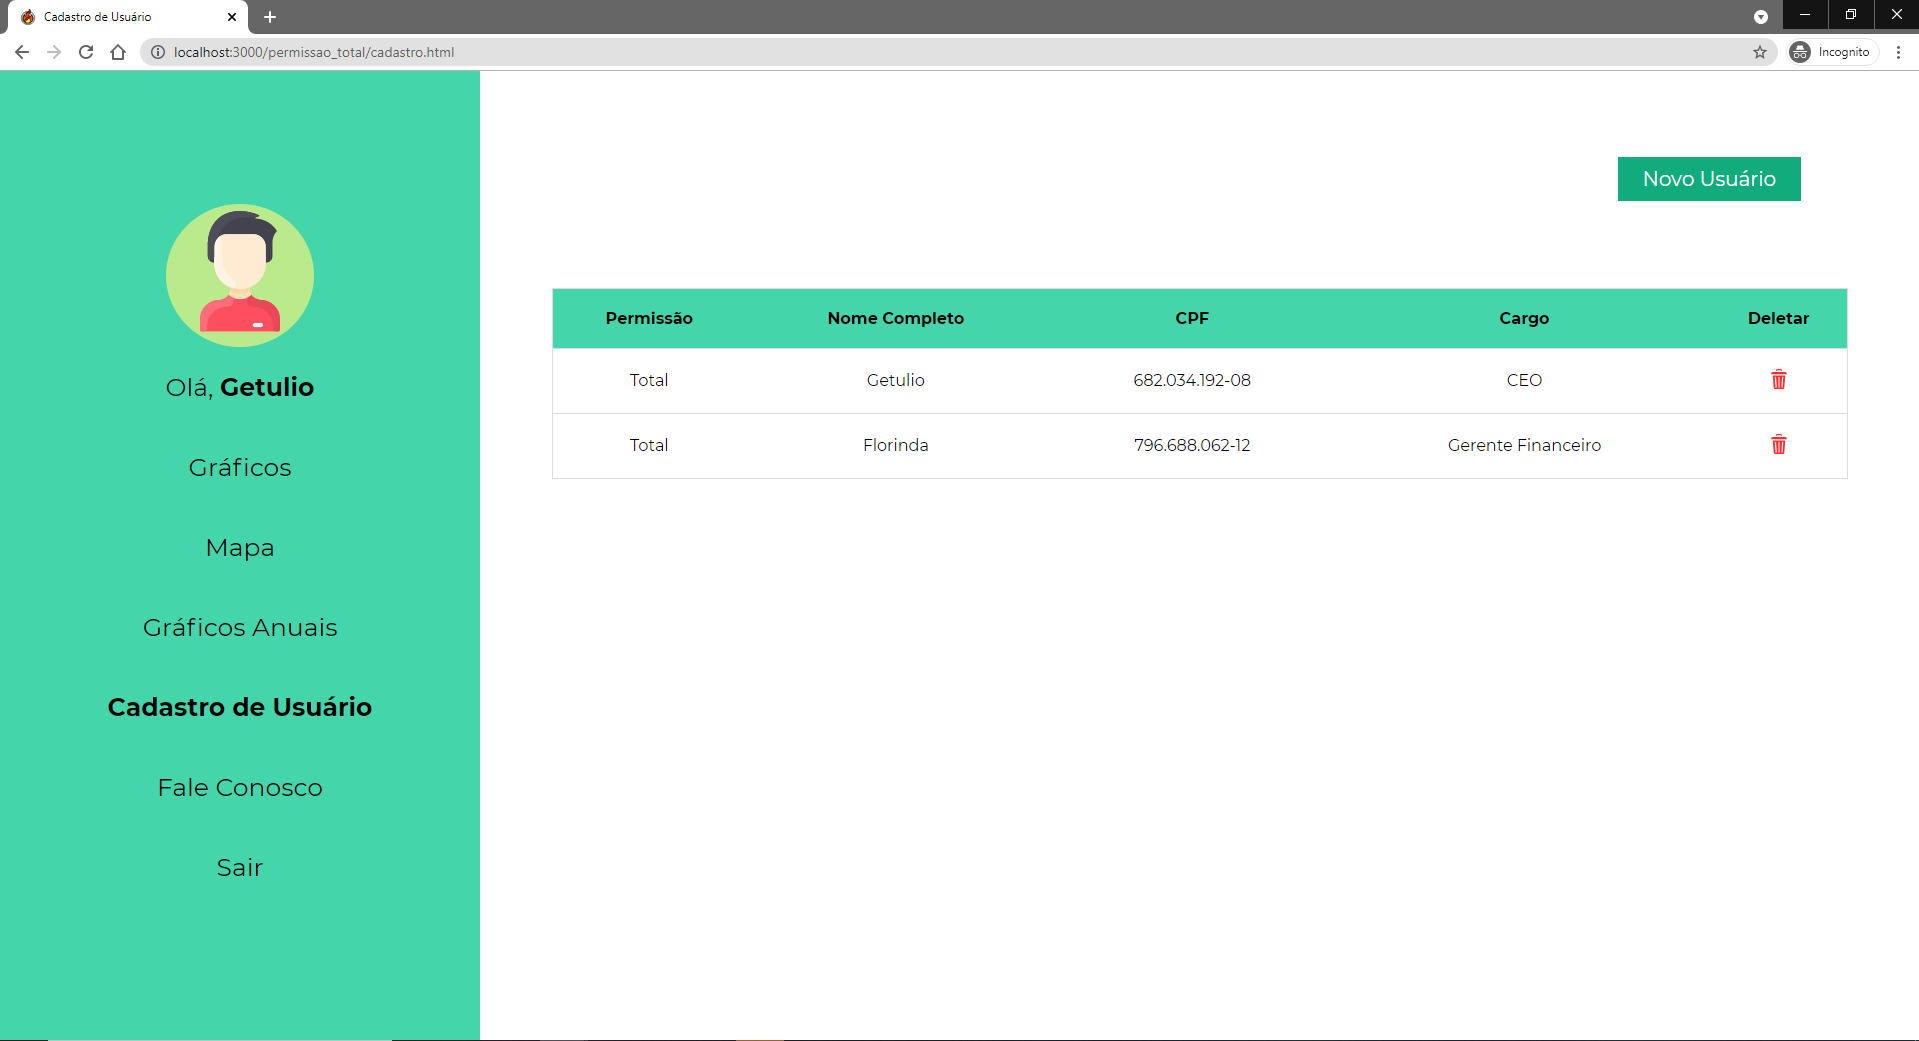 Cadastro de Usuário
localhost:3000/permissao_total/cadastro.html
Incognito
Olá, Getulio
Gráficos
Mapa
Gráficos Anuais
Cadastro de Usuário
Fale Conosco
Sair
Novo Usuário
Permissão Nome Completo CPF Cargo Deletar
Total Getulio 682.034.192-08 CEO
Total Florinda 796.688.062-12 Gerente Financeiro